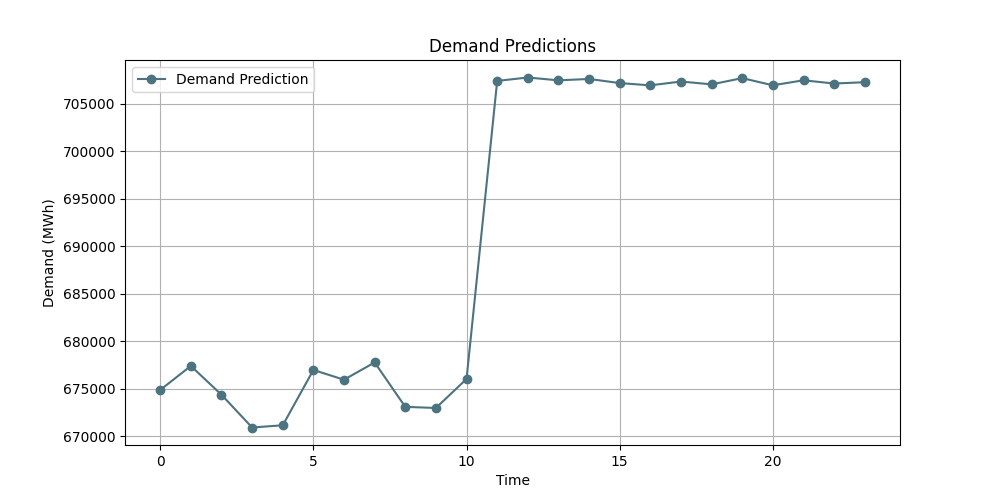 Demand Predictions
Demand Prediction
Demand (MWh)
705000
700000
695000
690000
685000
680000
675000
670000
0 5 10 15 20
Time